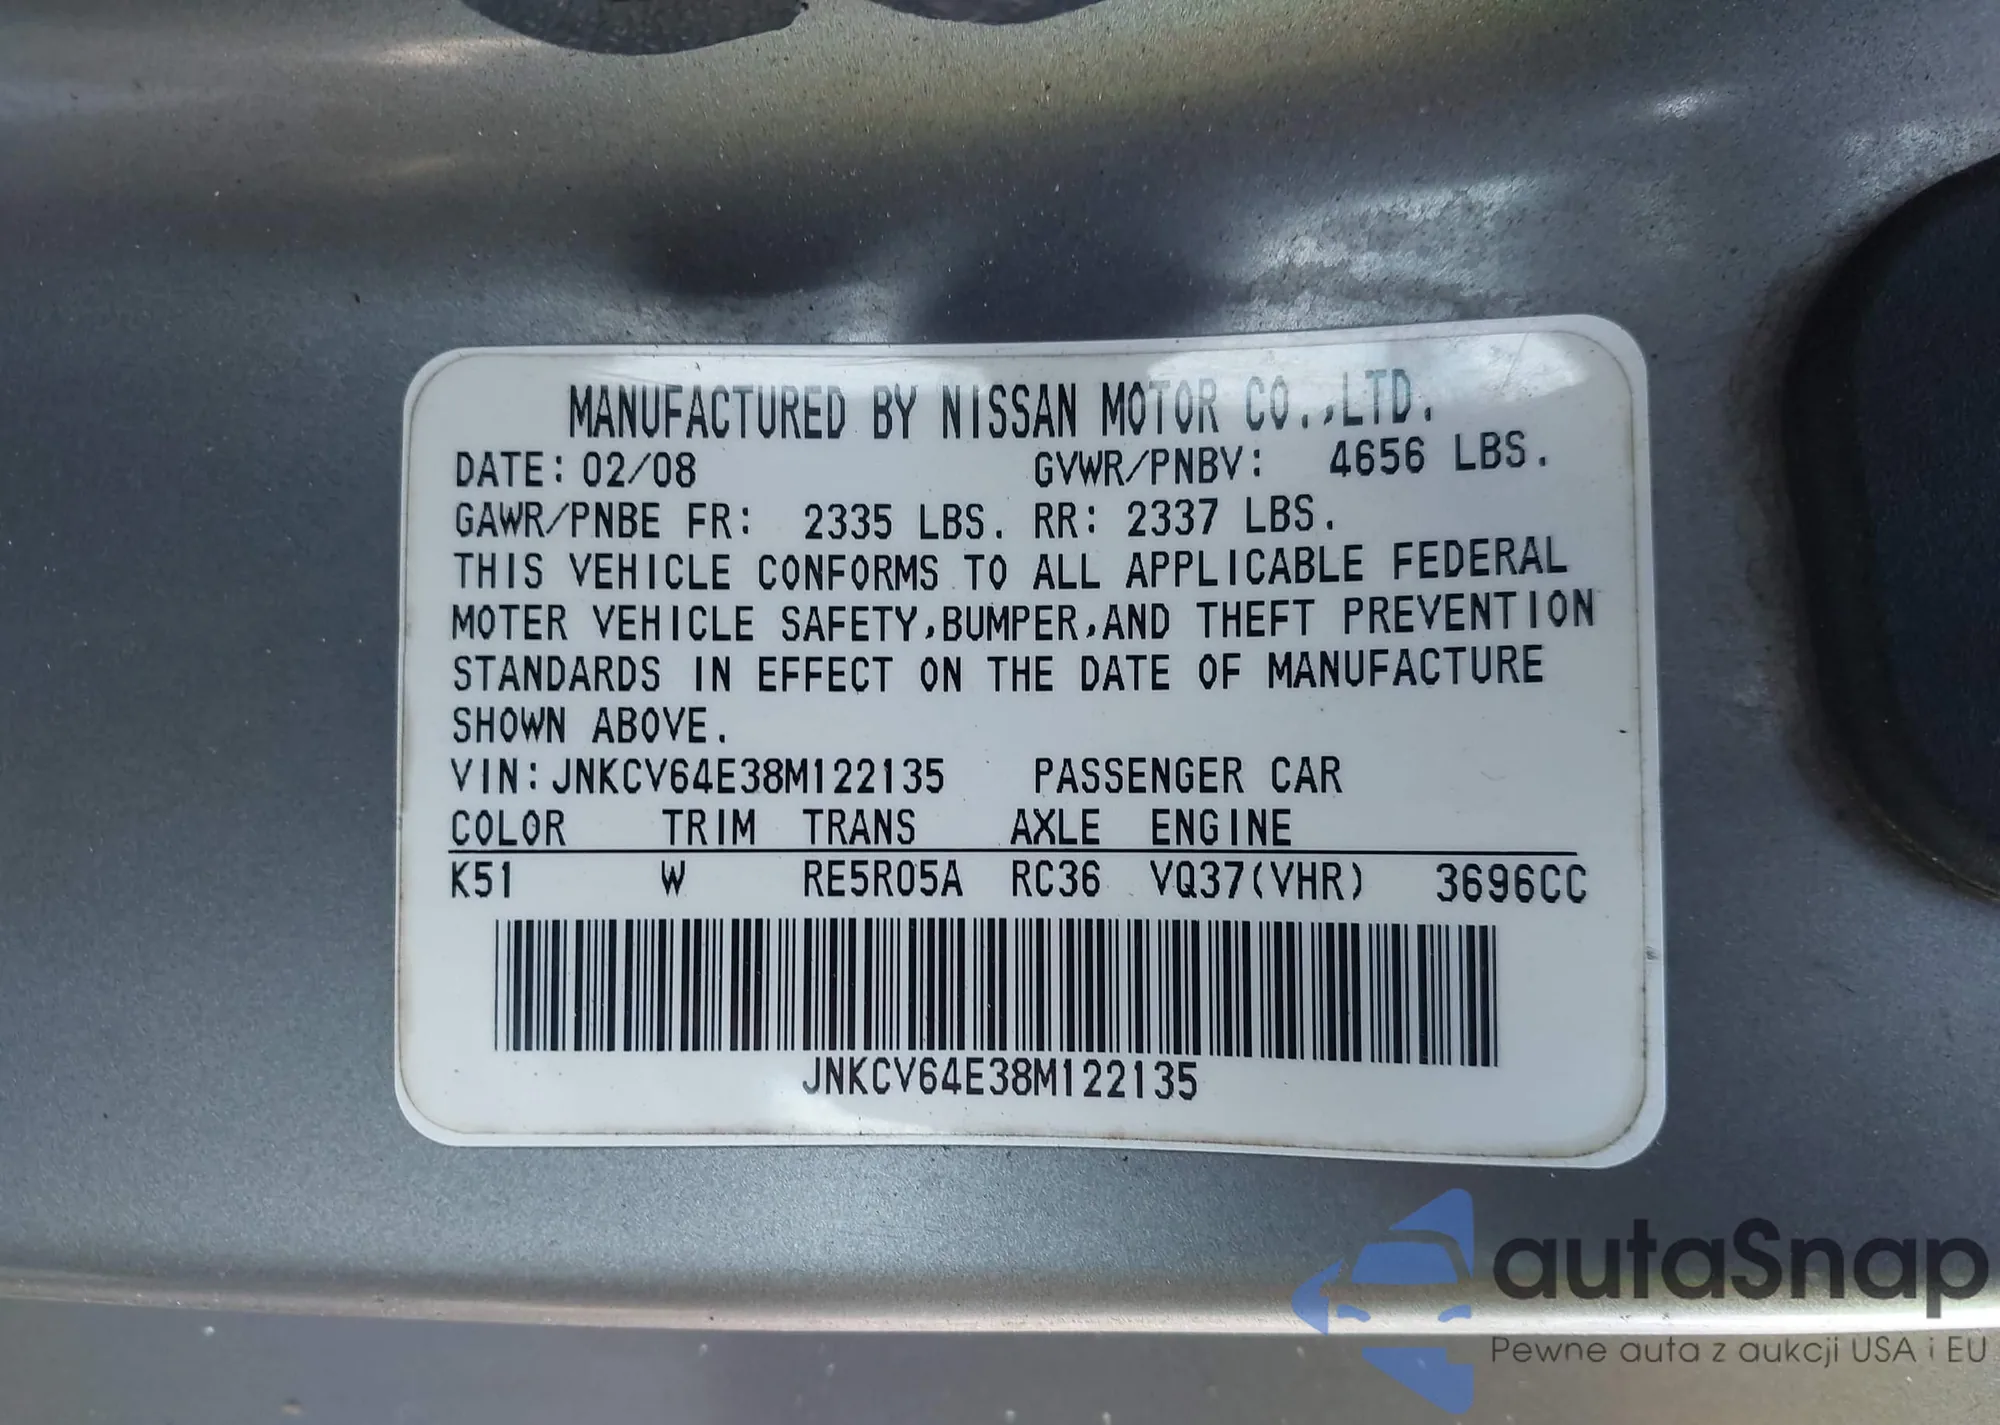 MANUFACTURED BY NISSAN MOTOR CO.,LTD.
DATE: 02/08 GVWR/PNBV: 4656 LBS.
GAWR/PNBE FR: 2335 LBS. RR: 2337 LBS.
THIS VEHICLE CONFORMS TO ALL APPLICABLE FEDERAL
MOTER VEHICLE SAFETY,BUMPER,AND THEFT PREVENTION
STANDARDS IN EFFECT ON THE DATE OF MANUFACTURE
SHOWN ABOVE.
VIN: JNKCV64E38M122135 PASSENGER CAR
COLOR TRIM TRANS AXLE ENGINE
K51 W RE5R05A RC36 VQ37(VHR) 3696CC
JNKCV64E38M122135
autaSnap
Pewne auta z aukcji USA i EU